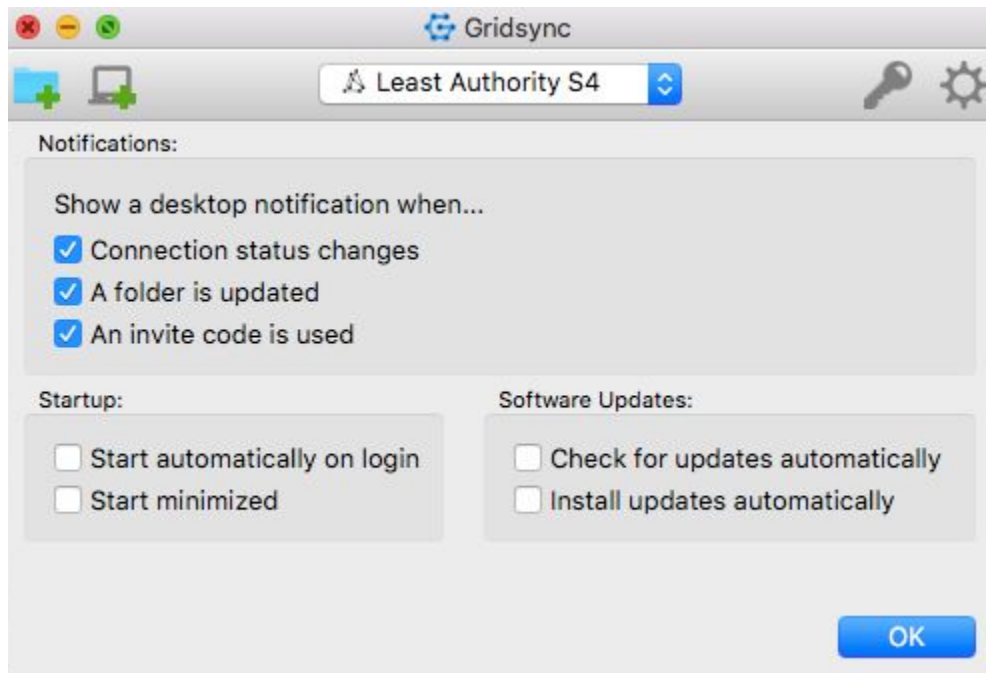 Gridsync
Least Authority S4
Notifications:
Show a desktop notification when...
Connection status changes
A folder is updated
An invite code is used
Startup:
Start automatically on login
Start minimized
Software Updates:
Check for updates automatically
Install updates automatically
OK